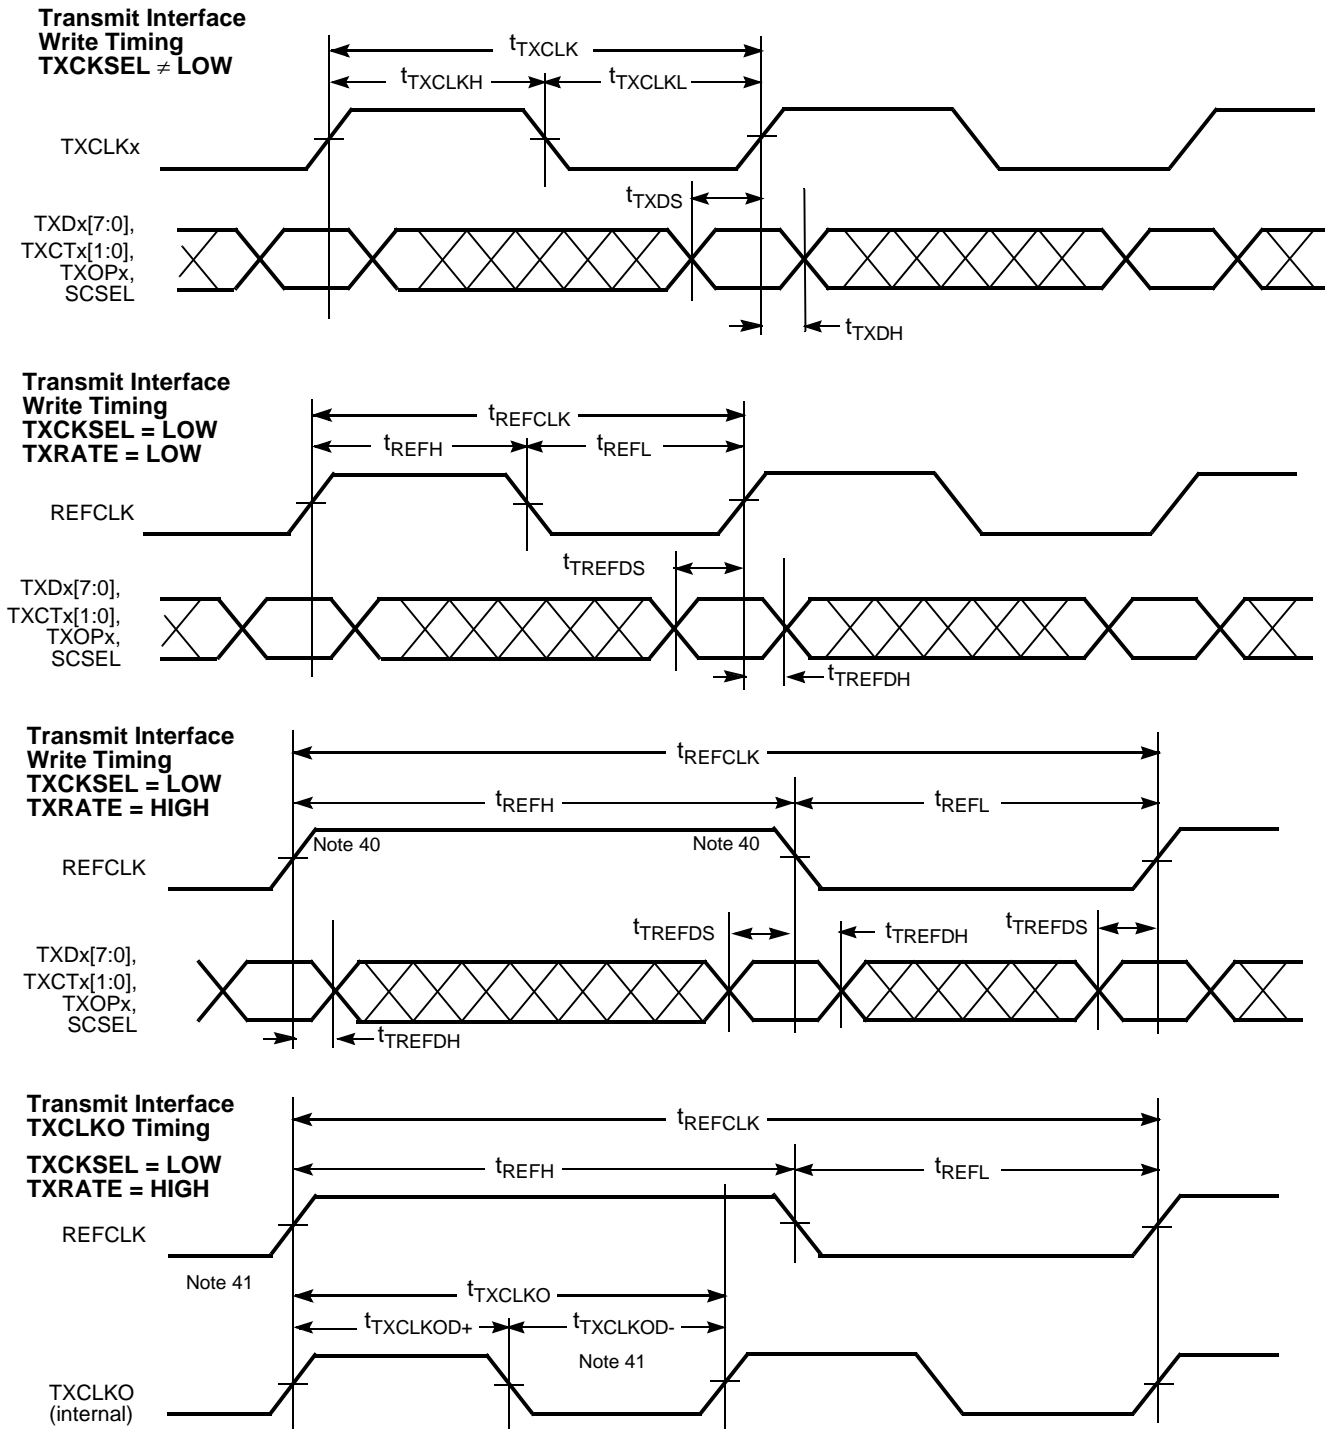 Transmit Interface
Write Timing
TXCKSEL ≠ LOW
tTXCLK
tTXCLKH
tTXCLKL
TXCLKx
tTXDS
TXDx[7:0],
TXCTx[1:0],
TXOPx,
SCSEL
tTXDH
Transmit Interface
Write Timing
TXCKSEL = LOW
TXRATE = LOW
tREFCLK
tREFH
tREFL
REFCLK
tTREFDS
TXDx[7:0],
TXCTx[1:0],
TXOPx,
SCSEL
tTREFDH
Transmit Interface
Write Timing
TXCKSEL = LOW
TXRATE = HIGH
tREFCLK
tREFH
tREFL
Note 40
Note 40
REFCLK
tTREFDS
tTREFDH
tTREFDS
TXDx[7:0],
TXCTx[1:0],
TXOPx,
SCSEL
tTREFDH
Transmit Interface
TXCLKO Timing
TXCKSEL = LOW
TXRATE = HIGH
tREFCLK
tREFH
tREFL
REFCLK
Note 41
tTXCLKO
tTXCLKOD+
tTXCLKOD-
Note 41
TXCLKO
(internal)